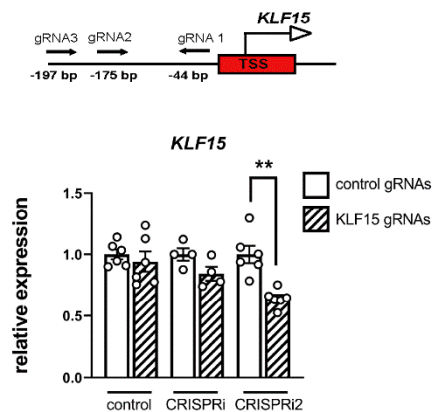 KLF15
gRNA3 gRNA2 gRNA 1
TSS
-197 bp -175 bp -44 bp
KLF15
**
control gRNAs
KLF15 gRNAs
relative expression
1.5
1.0
0.5
0.0
control CRISPRi CRISPRi2